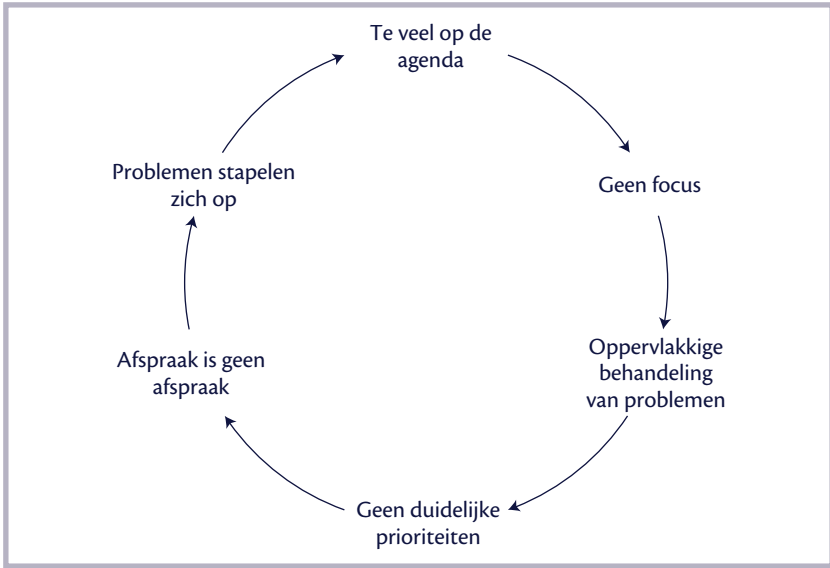 Te veel op de
agenda
Geen focus
Oppervlakkige
behandeling
van problemen
Geen duidelijke
prioriteiten
Afspraak is geen
afspraak
Problemen stapelen
zich op